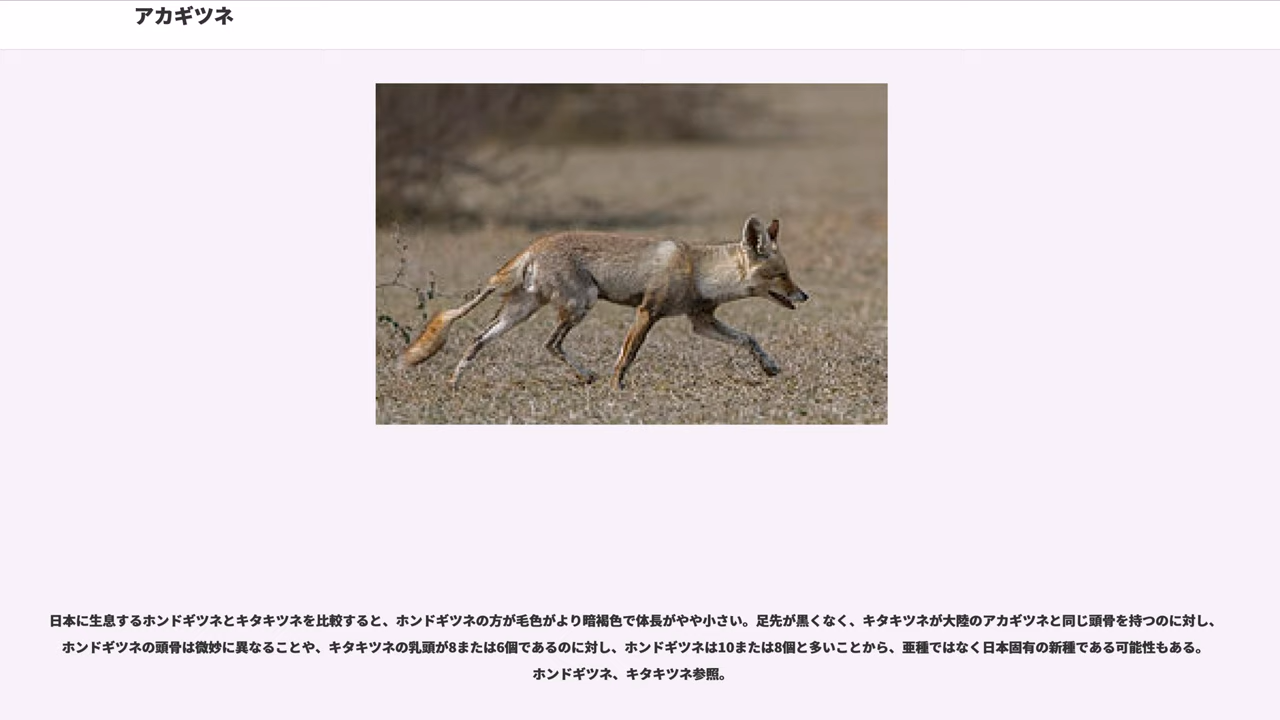 アカギツネ
日本に生息するホンドギツネとキタキツネを比較すると、ホンドギツネの方が毛色がより暗褐色で体長がやや小さい。足先が黒くなく、キタキツネが大陸のアカギツネと同じ頭骨を持つのに対し、
ホンドギツネの頭骨は微妙に異なることや、キタキツネの乳頭が8または6個であるのに対し、ホンドギツネは10または8個と多いことから、亜種ではなく日本固有の新種である可能性もある。
ホンドギツネ、キタキツネ参照。